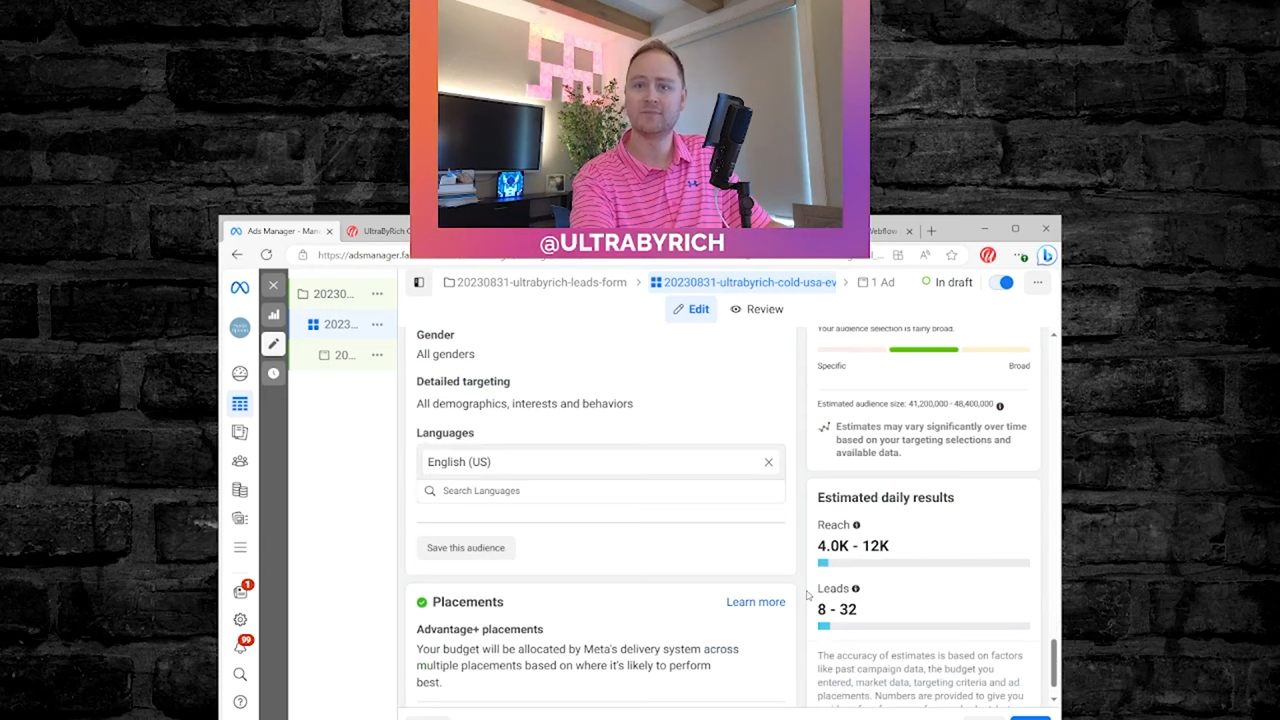 @ULTRABYRICH
Ads Manager - Man
UltraByRich
Webflow
https://adsmanager.fa
20230...
2023...
20...
20230831-ultrabyrich-leads-form
20230831-ultrabyrich-cold-usa-ev
1 Ad
In draft
Edit
Review
Gender
All genders
Detailed targeting
All demographics, interests and behaviors
Languages
English (US)
Search Languages
Save this audience
Placements
Learn more
Advantage+ placements
Your budget will be allocated by Meta's delivery system across
multiple placements based on where it's likely to perform
best.
Your audience selection is fairly broad.
Specific
Broad
Estimated audience size: 41,200,000 - 48,400,000
Estimates may vary significantly over time
based on your targeting selections and
available data.
Estimated daily results
Reach
4.0K - 12K
Leads
8 - 32
The accuracy of estimates is based on factors
like past campaign data, the budget you
entered, market data, targeting criteria and ad
placements. Numbers are provided to give you
1
99